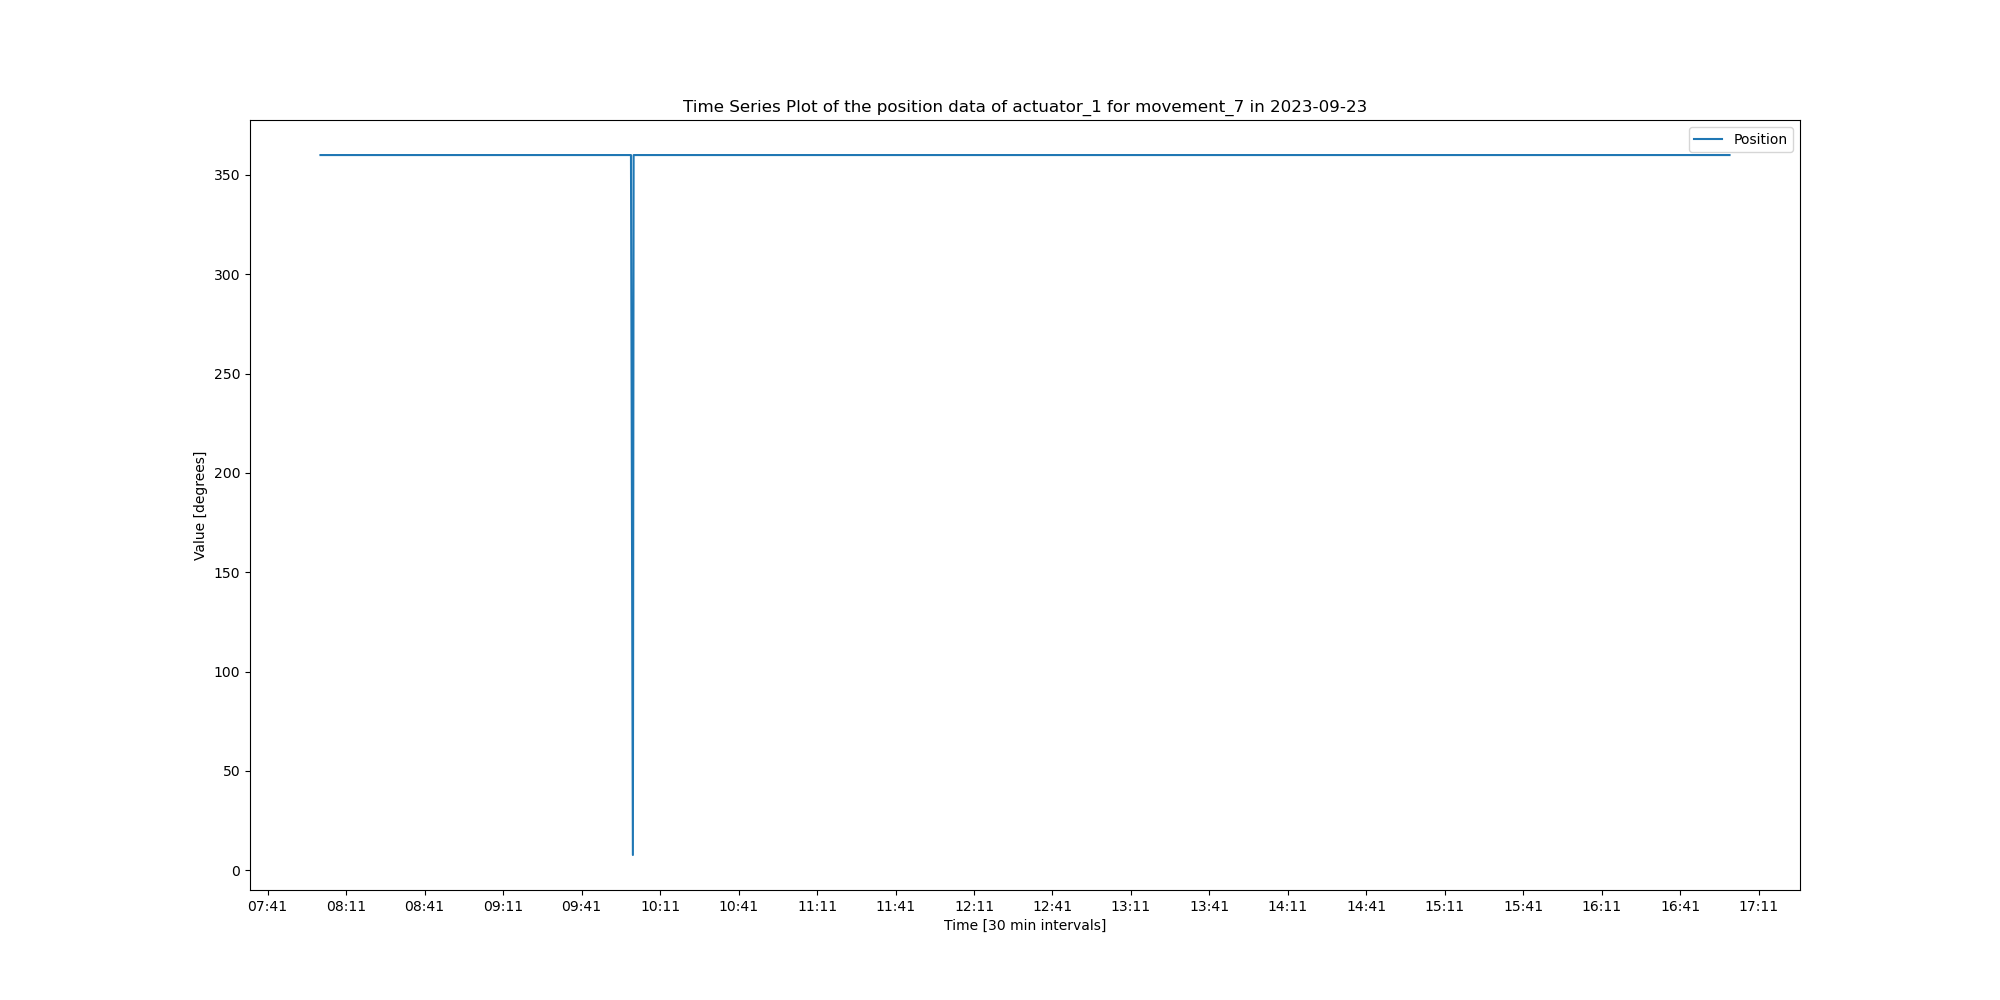 Time Series Plot of the position data of actuator_1 for movement_7 in 2023-09-23
Position
350
300
250
200
150
100
50
0
Value [degrees]
07:41 08:11 08:41 09:11 09:41 10:11 10:41 11:11 11:41 12:11 12:41 13:11 13:41 14:11 14:41 15:11 15:41 16:11 16:41 17:11
Time [30 min intervals]